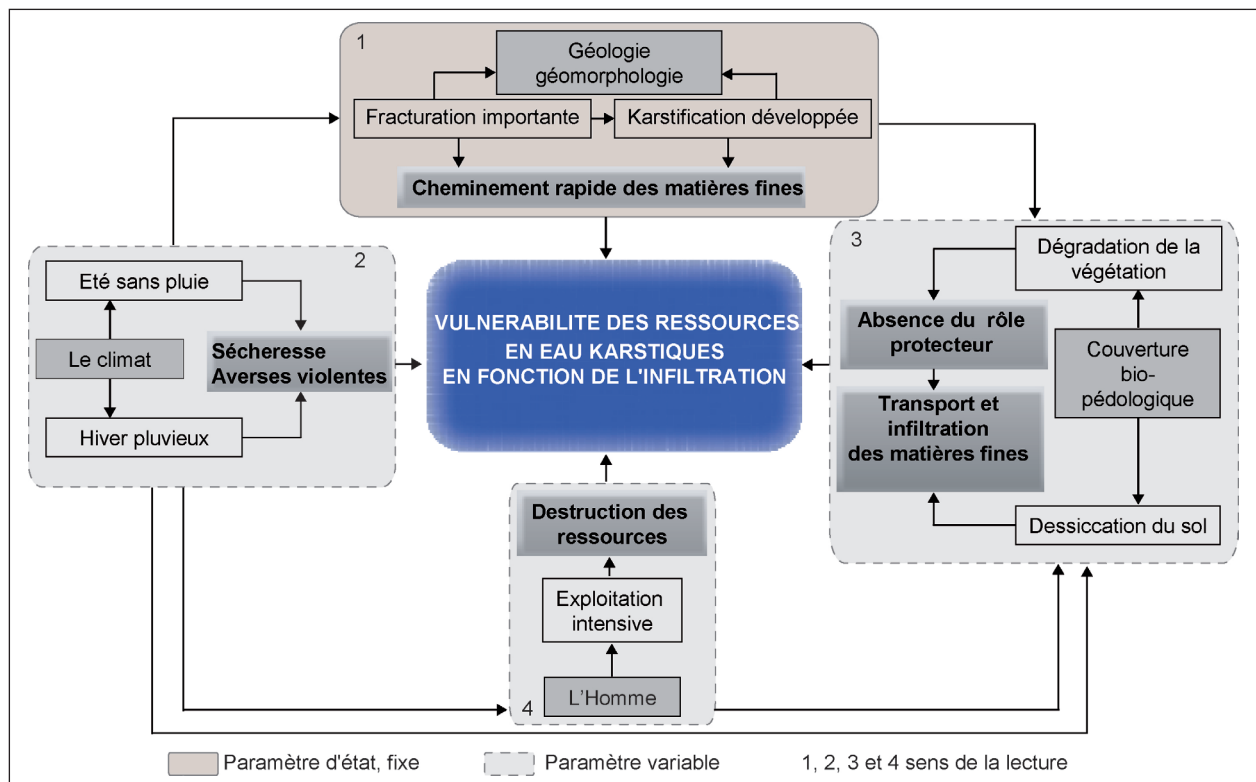 1
Géologie
géomorphologie
Fracturation importante
Karstification développée
Cheminement rapide des matières fines
2
Eté sans pluie
Le climat
Sécheresse
Averses violentes
Hiver pluvieux
VULNERABILITE DES RESSOURCES
EN EAU KARSTIQUES
EN FONCTION DE L'INFILTRATION
3
Dégradation de la
végétation
Absence du rôle
protecteur
Couverture
bio-
pédologique
Transport et
infiltration
des matières fines
Dessiccation du sol
Destruction des
ressources
Exploitation
intensive
L'Homme
4
Paramètre d'état, fixe
Paramètre variable
1, 2, 3 et 4 sens de la lecture